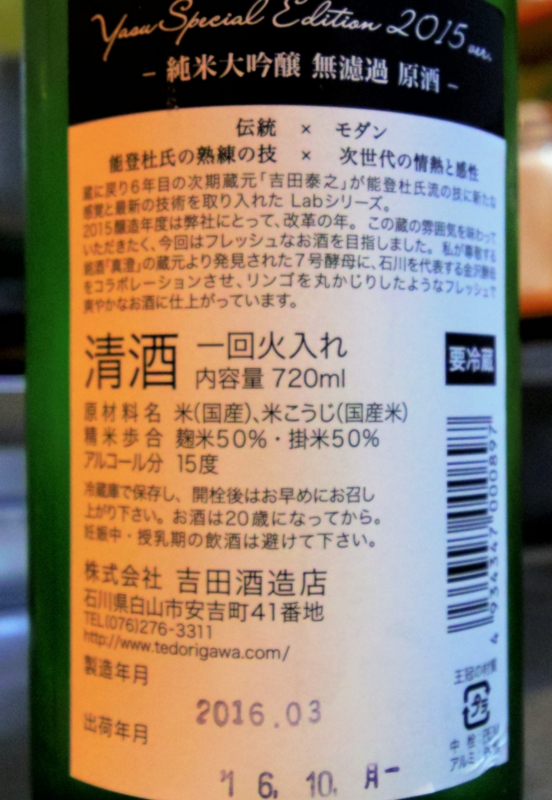 Yasu Special Edition 2015 ver.
– 純米大吟醸 無濾過 原酒 –
伝統 × モダン
能登杜氏の熟練の技 × 次世代の情熱と感性
蔵に戻り6年目の次期蔵元「吉田泰之」が能登杜氏流の技に新たな
感覚と最新の技術を取り入れた Labシリーズ。
2015醸造年度は弊社にとって、改革の年。この蔵の雰囲気を味わって
いただきたく、今回はフレッシュなお酒を目指しました。私が尊敬する
銘酒「真澄」の蔵元より発見された7号酵母に、石川を代表する金沢酵母
をコラボレーションさせ、リンゴを丸かじりしたようなフレッシュで
爽やかなお酒に仕上がっています。
清酒 一回火入れ
内容量 720ml
要冷蔵
原材料名 米(国産)、米こうじ(国産米)
精米歩合 麹米50%・掛米50%
アルコール分 15度
冷蔵庫で保存し、開栓後はお早めにお召し
上がり下さい。お酒は20歳になってから。
妊娠中・授乳期の飲酒は避けて下さい。
株式会社 吉田酒造店
石川県白山市安吉町41番地
TEL(076)276-3311
http://www.tedorigawa.com/
製造年月
2016.03
出荷年月
16.10.月
4 934347 000897
王冠の材質
プラ
中栓:
アルミ